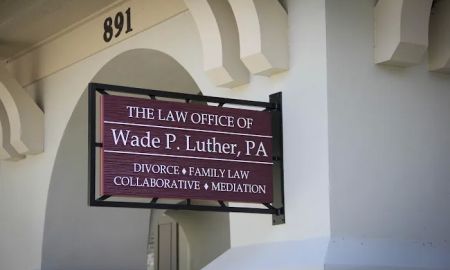 891
THE LAW OFFICE OF
Wade P. Luther, PA
DIVORCE ♦ FAMILY LAW
COLLABORATIVE ♦ MEDIATION